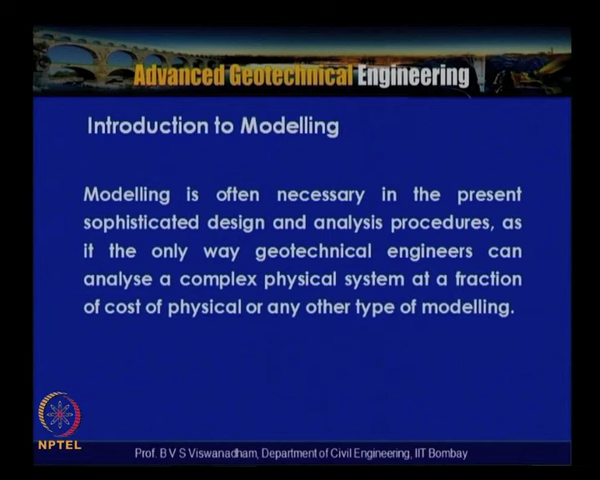 Advanced Geotechnical Engineering
Introduction to Modelling
Modelling is often necessary in the present
sophisticated design and analysis procedures, as
it the only way geotechnical engineers can
analyse a complex physical system at a fraction
of cost of physical or any other type of modelling.
NPTEL
Prof. B V S Viswanadham, Department of Civil Engineering, IIT Bombay